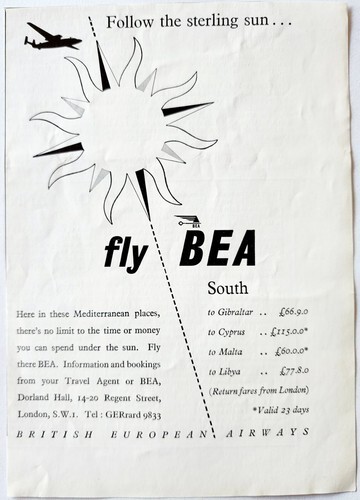 Follow the sterling sun...
BEA
fly BEA
South
to Gibraltar .. £66.9.0
to Cyprus .. £115.0.0*
to Malta .. £60.0.0*
to Libya .. £77.8.0
(Return fares from London)
*Valid 23 days
Here in these Mediterranean places,
there's no limit to the time or money
you can spend under the sun. Fly
there BEA. Information and bookings
from your Travel Agent or BEA,
Dorland Hall, 14-20 Regent Street,
London, S.W.1. Tel : GERrard 9833
BRITISH EUROPEAN AIRWAYS